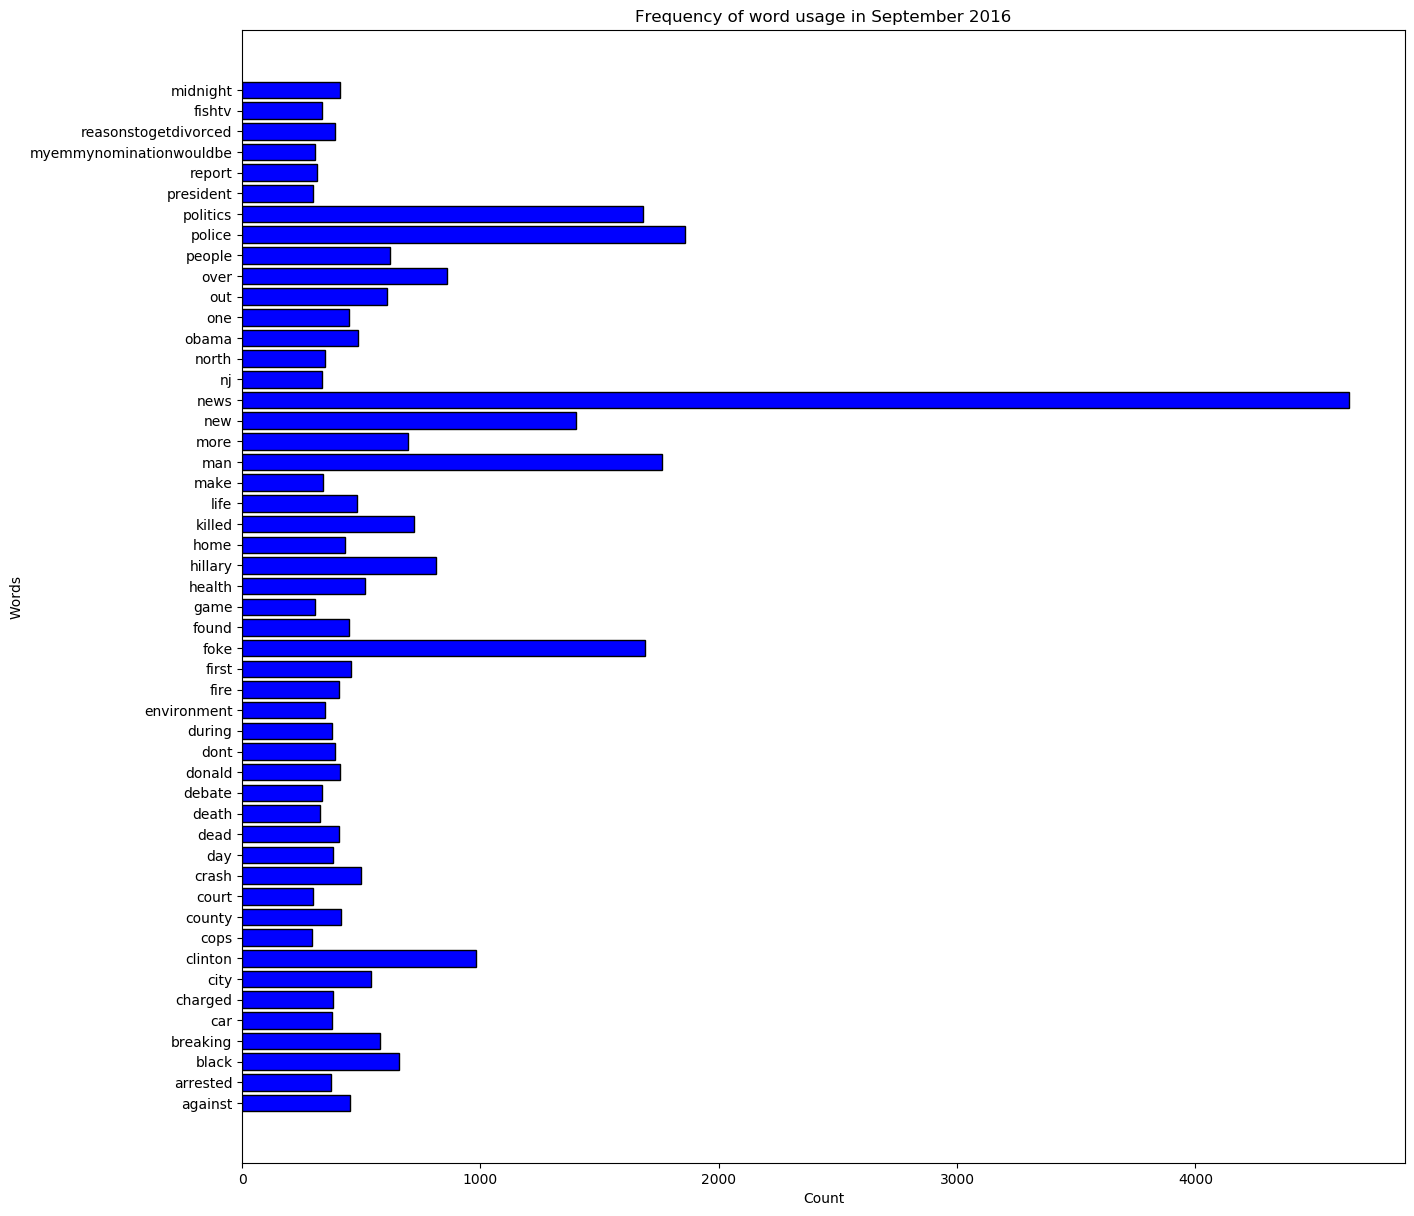 Frequency of word usage in September 2016
midnight
fishtv
reasonstogetdivorced
myemmynominationwouldbe
report
president
politics
police
people
over
out
one
obama
north
nj
news
new
more
man
make
life
killed
home
hillary
health
game
found
foke
first
fire
environment
during
dont
donald
debate
death
dead
day
crash
court
county
cops
clinton
city
charged
car
breaking
black
arrested
against
Words
0 1000 2000 3000 4000
Count